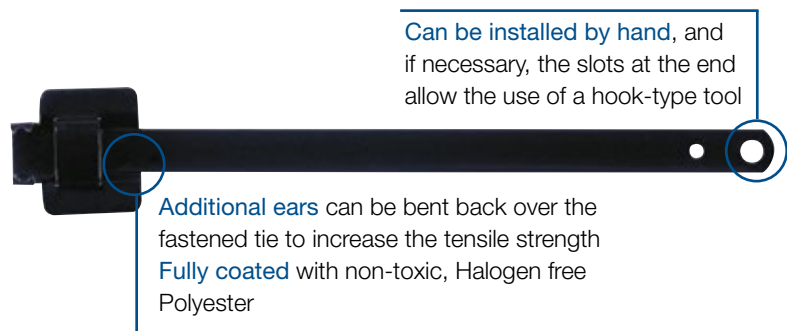 Can be installed by hand, and
if necessary, the slots at the end
allow the use of a hook-type tool
Additional ears can be bent back over the
fastened tie to increase the tensile strength
Fully coated with non-toxic, Halogen free
Polyester